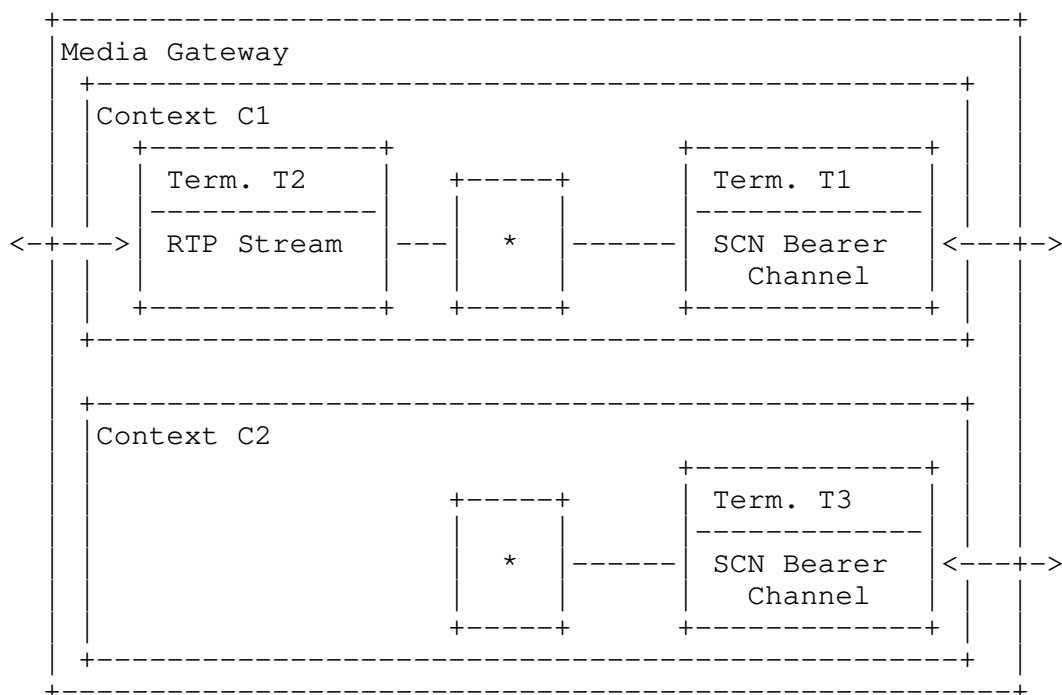 Media Gateway
Context C1
Term. T2
Term. T1
RTP Stream
*
SCN Bearer
Channel
Context C2
Term. T3
*
SCN Bearer
Channel